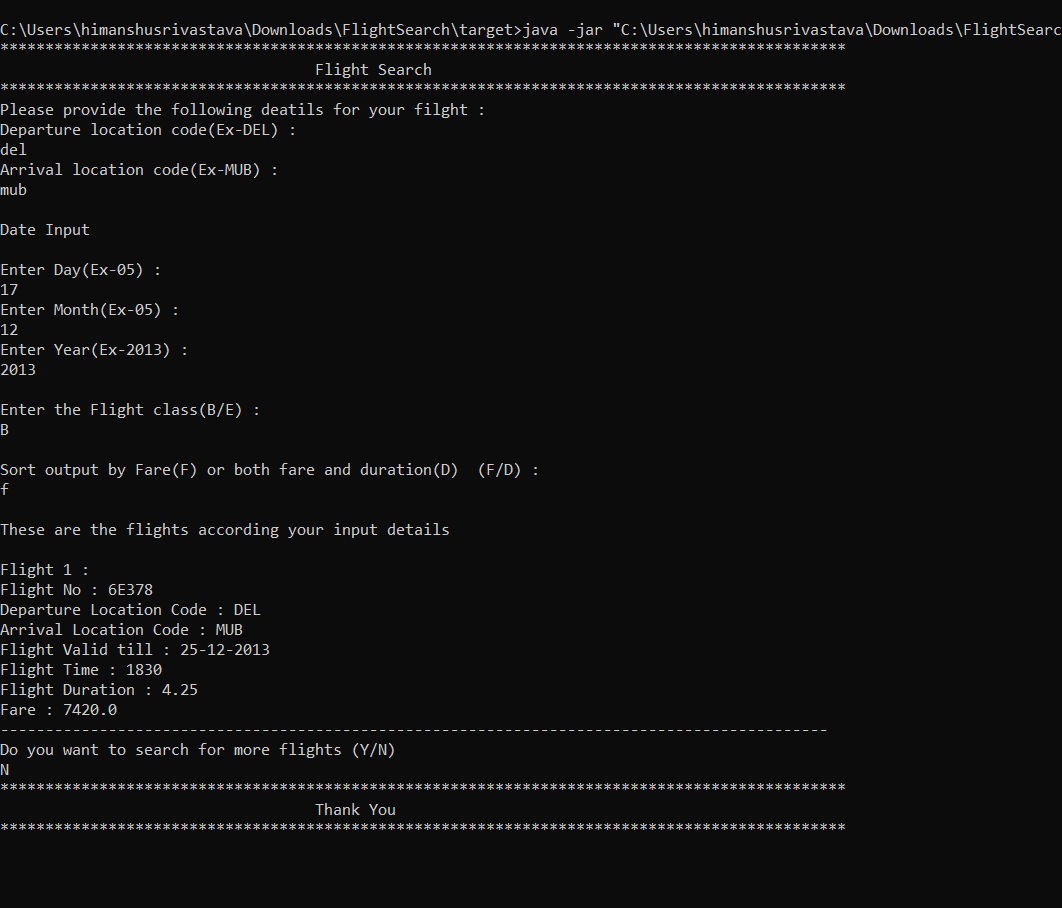 C:\Users\himanshusrivastava\Downloads\FlightSearch\target>java -jar "C:\Users\himanshusrivastava\Downloads\FlightSearc
**********************************************************************************************
Flight Search
**********************************************************************************************
Please provide the following deatils for your filght :
Departure location code(Ex-DEL) :
del
Arrival location code(Ex-MUB) :
mub
Date Input
Enter Day(Ex-05) :
17
Enter Month(Ex-05) :
12
Enter Year(Ex-2013) :
2013
Enter the Flight class(B/E) :
B
Sort output by Fare(F) or both fare and duration(D)  (F/D) :
f
These are the flights according your input details
Flight 1 :
Flight No : 6E378
Departure Location Code : DEL
Arrival Location Code : MUB
Flight Valid till : 25-12-2013
Flight Time : 1830
Flight Duration : 4.25
Fare : 7420.0
--------------------------------------------------------------------------------------------
Do you want to search for more flights (Y/N)
N
**********************************************************************************************
Thank You
**********************************************************************************************